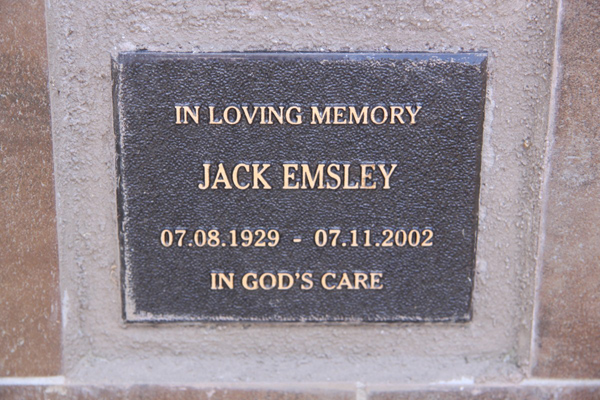 IN LOVING MEMORY
JACK EMSLEY
07.08.1929 - 07.11.2002
IN GOD'S CARE